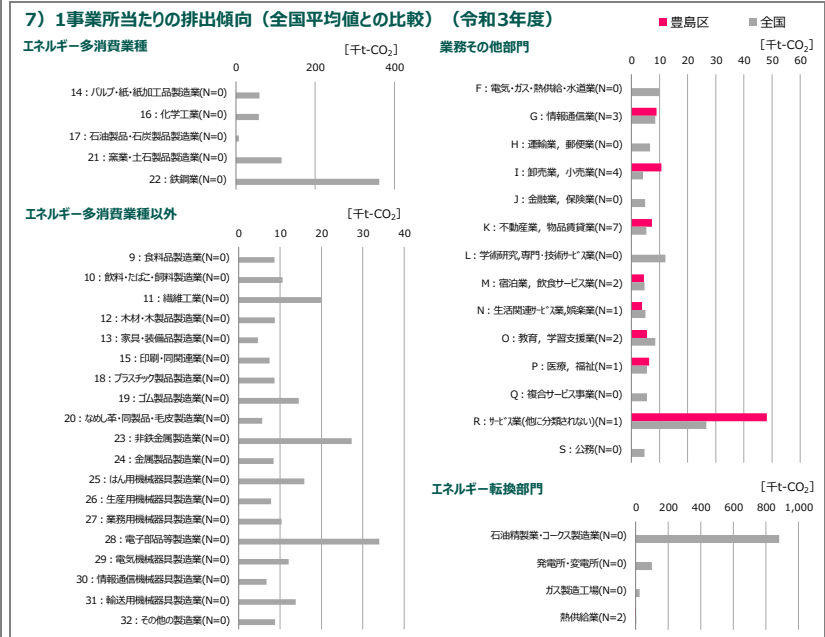 7）1事業所当たりの排出傾向（全国平均値との比較）（令和3年度）
■豊島区 ■全国
エネルギー多消費業種
［千t-CO₂］
0 200 400
14：パルプ・紙・紙加工品製造業(N=0)
16：化学工業(N=0)
17：石油製品・石炭製品製造業(N=0)
21：窯業・土石製品製造業(N=0)
22：鉄鋼業(N=0)
エネルギー多消費業種以外
［千t-CO₂］
0 10 20 30 40
9：食料品製造業(N=0)
10：飲料・たばこ・飼料製造業(N=0)
11：繊維工業(N=0)
12：木材・木製品製造業(N=0)
13：家具・装備品製造業(N=0)
15：印刷・同関連業(N=0)
18：プラスチック製品製造業(N=0)
19：ゴム製品製造業(N=0)
20：なめし革・同製品・毛皮製造業(N=0)
23：非鉄金属製造業(N=0)
24：金属製品製造業(N=0)
25：はん用機械器具製造業(N=0)
26：生産用機械器具製造業(N=0)
27：業務用機械器具製造業(N=0)
28：電子部品等製造業(N=0)
29：電気機械器具製造業(N=0)
30：情報通信機械器具製造業(N=0)
31：輸送用機械器具製造業(N=0)
32：その他の製造業(N=0)
業務その他部門
［千t-CO₂］
0 10 20 30 40 50 60
F：電気・ガス・熱供給・水道業(N=0)
G：情報通信業(N=3)
H：運輸業，郵便業(N=0)
I：卸売業，小売業(N=4)
J：金融業，保険業(N=0)
K：不動産業，物品賃貸業(N=7)
L：学術研究,専門・技術サービス業(N=0)
M：宿泊業，飲食サービス業(N=2)
N：生活関連サービス業,娯楽業(N=1)
O：教育，学習支援業(N=2)
P：医療，福祉(N=1)
Q：複合サービス事業(N=0)
R：サービス業(他に分類されない)(N=1)
S：公務(N=0)
エネルギー転換部門
［千t-CO₂］
0 200 400 600 800 1,000
石油精製業・コークス製造業(N=0)
発電所・変電所(N=0)
ガス製造工場(N=0)
熱供給業(N=2)